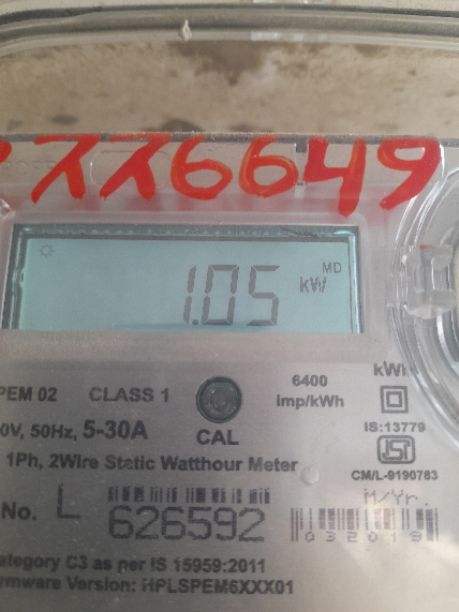 776649
MD
1.05 kW
kWh
PEM 02 CLASS 1 6400
imp/kWh
0V, 50Hz, 5-30A CAL IS:13779
1Ph, 2Wire Static Watthour Meter
CM/L-9190783
M/Yr.
No. L 626592
032019
ategory C3 as per IS 15959:2011
rmware Version: HPLSPEM6XXX01